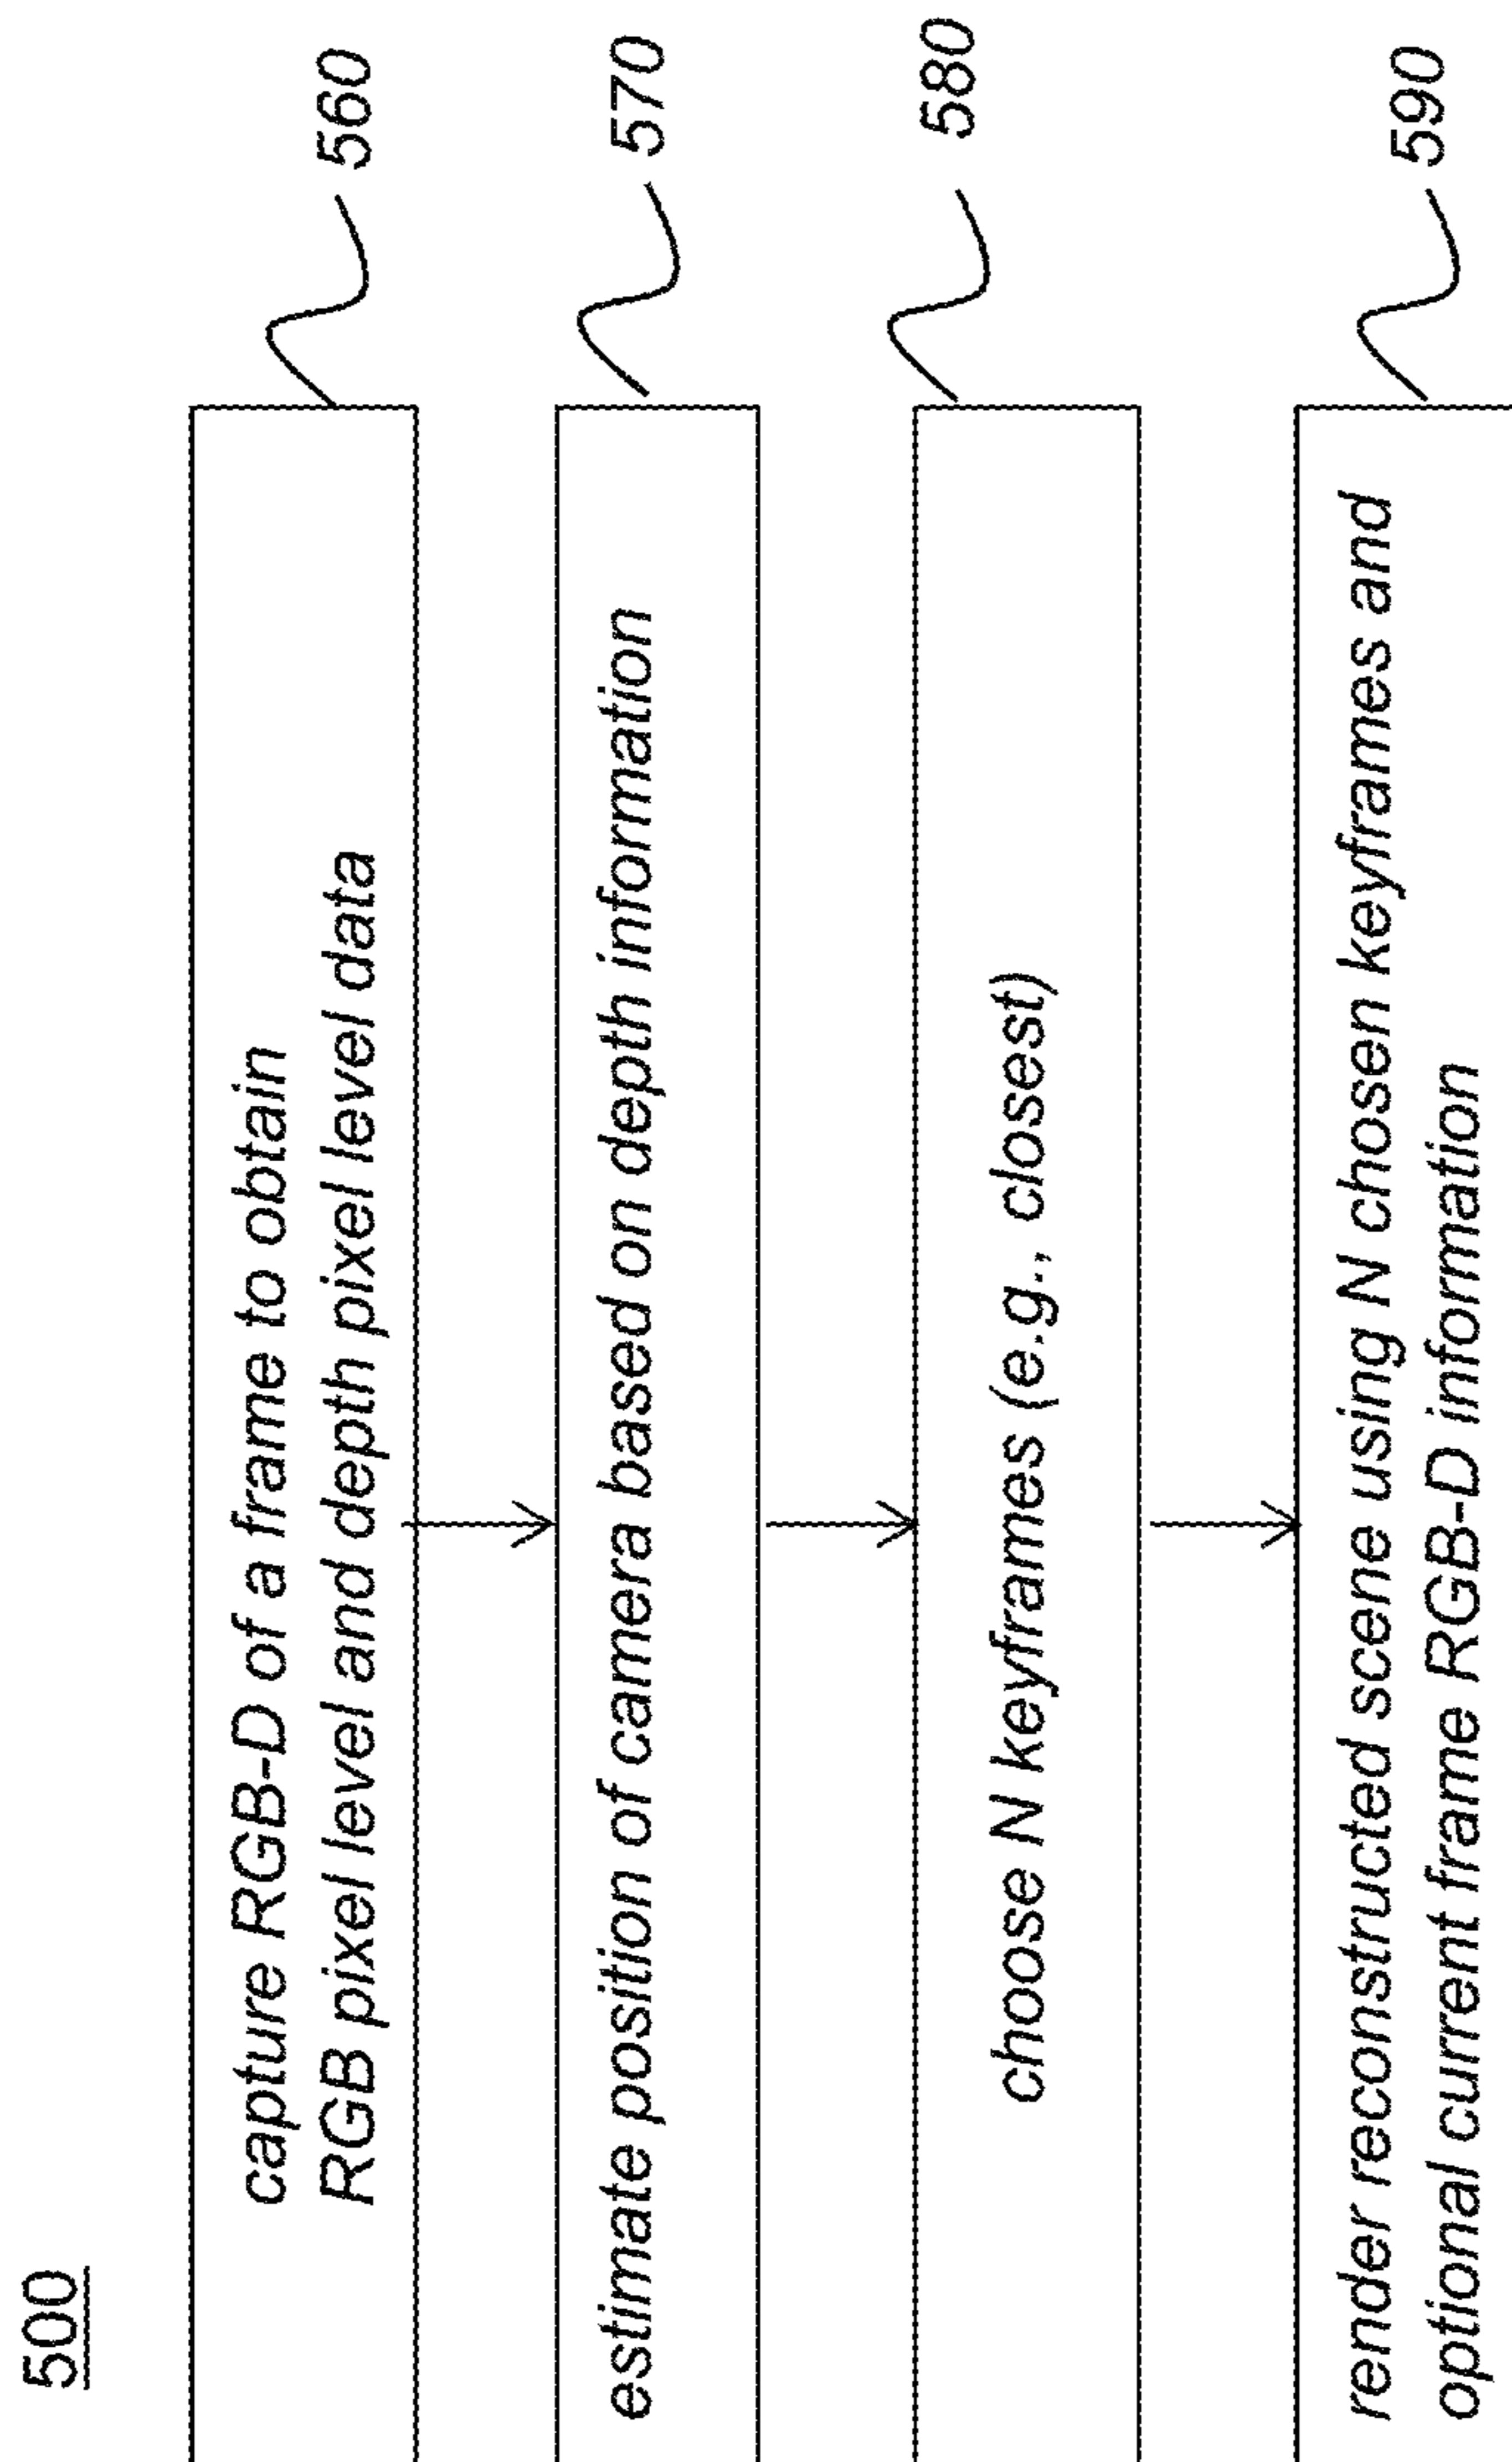 500
capture RGB-D of a frame to obtain
RGB pixel level and depth pixel level data
560
estimate position of camera based on depth information
570
choose N keyframes (e.g., closest)
580
render reconstructed scene using N chosen keyframes and
optional current frame RGB-D information
590